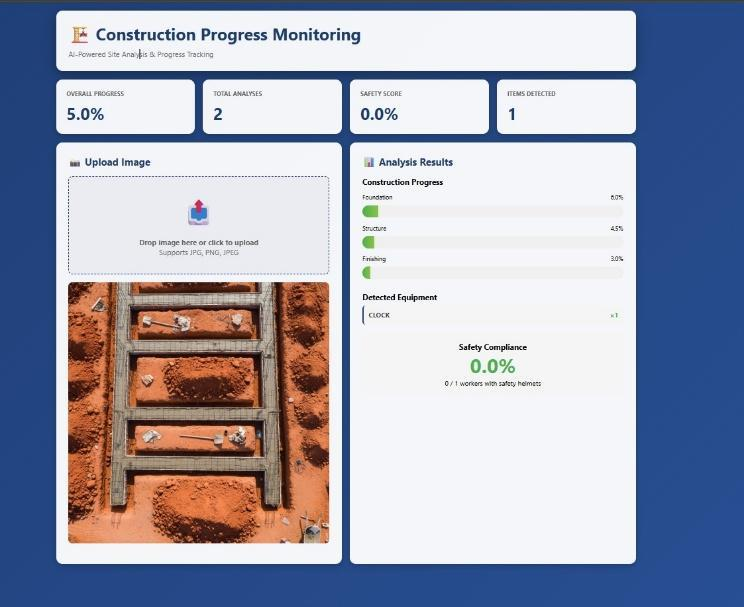 Construction Progress Monitoring
AI-Powered Site Analysis & Progress Tracking
OVERALL PROGRESS
5.0%
TOTAL ANALYSES
2
SAFETY SCORE
0.0%
ITEMS DETECTED
1
Upload Image
Drop image here or click to upload
Supports JPG, PNG, JPEG
Analysis Results
Construction Progress
Foundation 6.0%
Structure 4.5%
Finishing 3.0%
Detected Equipment
CLOCK ×1
Safety Compliance
0.0%
0 / 1 workers with safety helmets